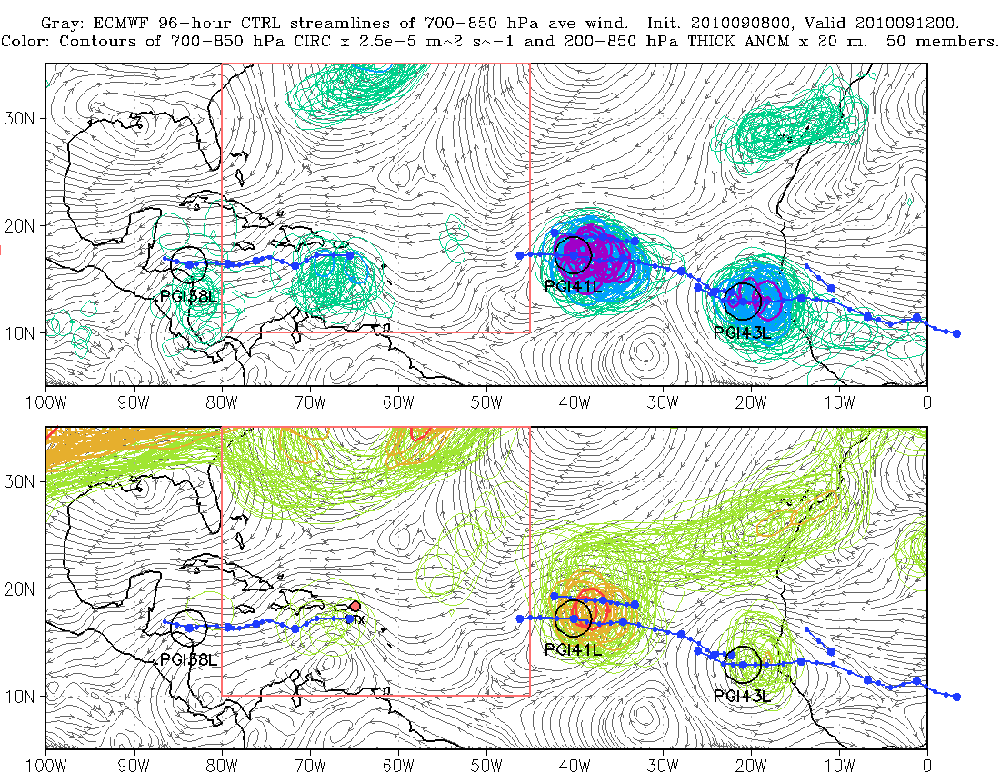 Gray: ECMWF 96-hour CTRL streamlines of 700-850 hPa ave wind. Init. 2010090800, Valid 2010091200.
Color: Contours of 700-850 hPa CIRC x 2.5e-5 m^2 s^-1 and 200-850 hPa THICK ANOM x 20 m. 50 members.
30N
20N
10N
PGI38L
PGI41L
PGI43L
100W 90W 80W 70W 60W 50W 40W 30W 20W 10W 0
30N
20N
10N
TX
PGI38L
PGI41L
PGI43L
100W 90W 80W 70W 60W 50W 40W 30W 20W 10W 0